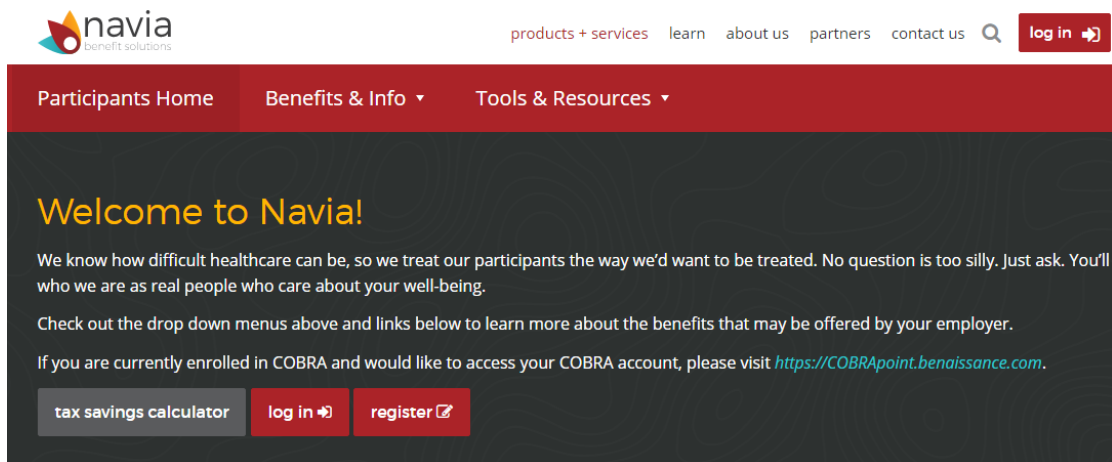 navia
benefit solutions
products + services learn about us partners contact us log in
Participants Home Benefits & Info Tools & Resources
Welcome to Navia!
We know how difficult healthcare can be, so we treat our participants the way we'd want to be treated. No question is too silly. Just ask. You'll
who we are as real people who care about your well-being.
Check out the drop down menus above and links below to learn more about the benefits that may be offered by your employer.
If you are currently enrolled in COBRA and would like to access your COBRA account, please visit https://COBRApoint.benaissance.com.
tax savings calculator log in register